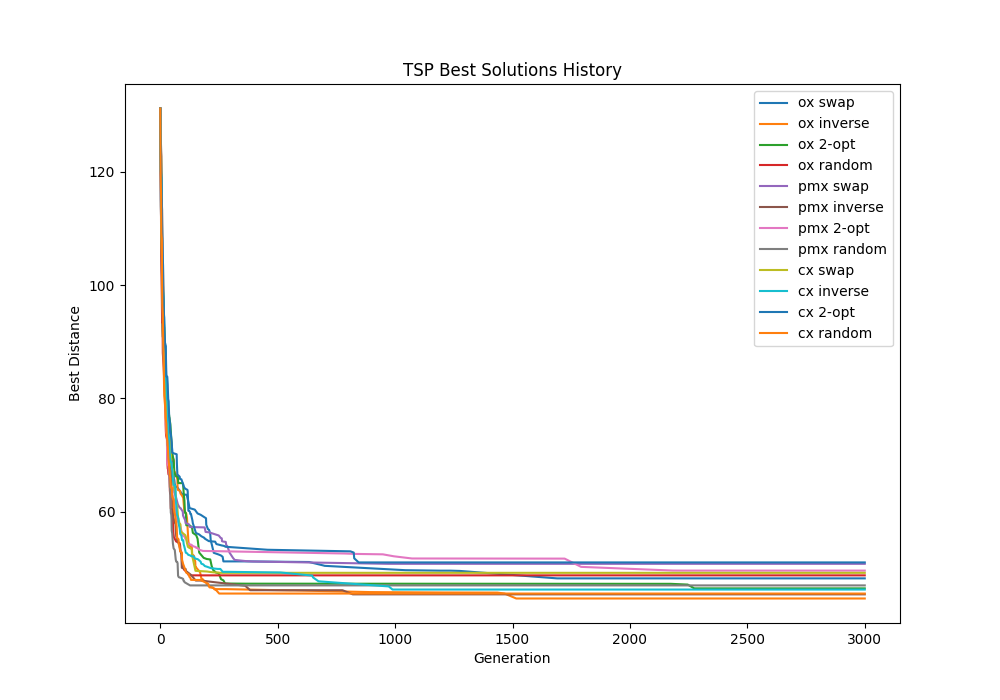 TSP Best Solutions History
ox swap
ox inverse
ox 2-opt
ox random
pmx swap
pmx inverse
pmx 2-opt
pmx random
cx swap
cx inverse
cx 2-opt
cx random
Best Distance
120
100
80
60
0 500 1000 1500 2000 2500 3000
Generation